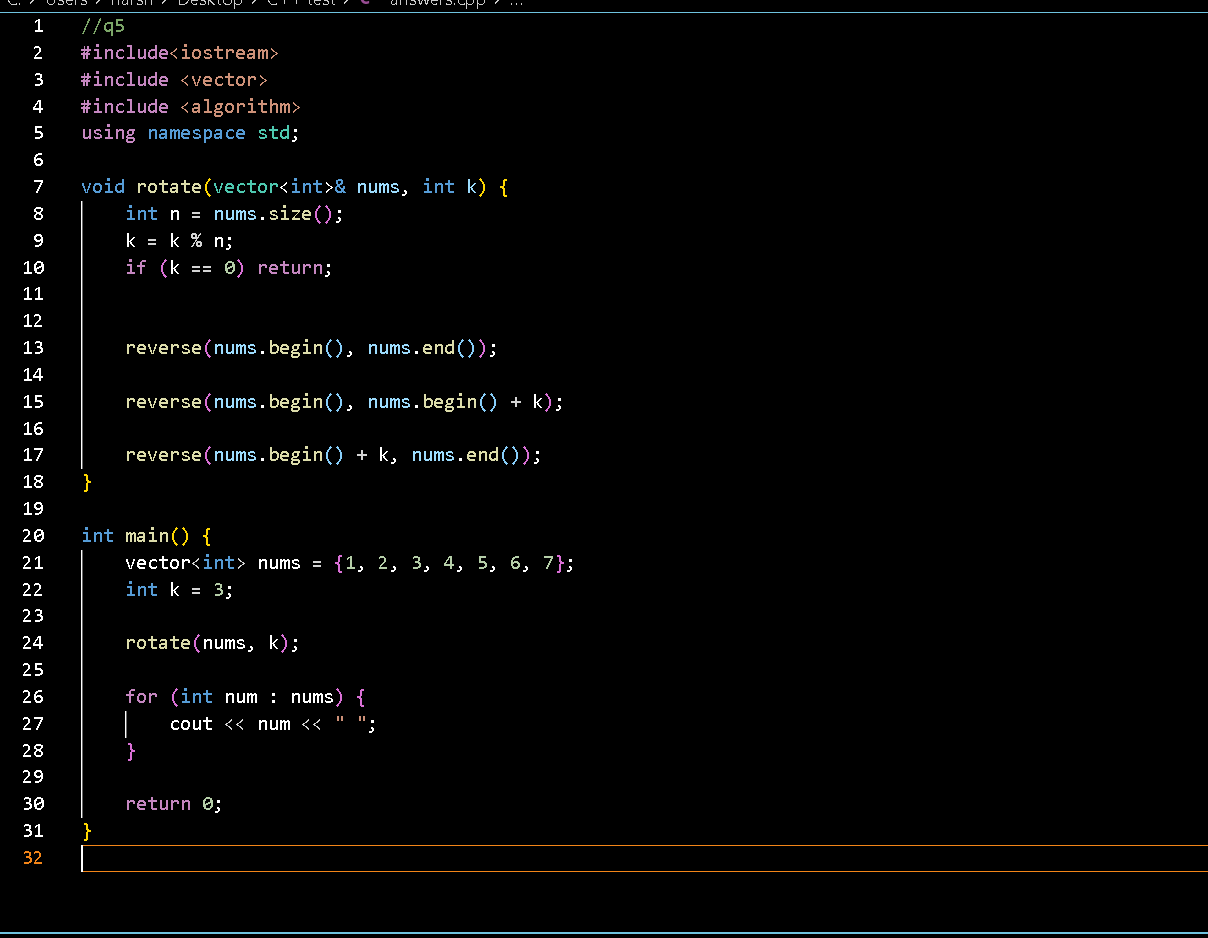 C: > Users > harsh > Desktop > C++ test > answers.cpp > ...
1 //q5
2 #include<iostream>
3 #include <vector>
4 #include <algorithm>
5 using namespace std;
6
7 void rotate(vector<int>& nums, int k) {
8 int n = nums.size();
9 k = k % n;
10 if (k == 0) return;
11
12
13 reverse(nums.begin(), nums.end());
14
15 reverse(nums.begin(), nums.begin() + k);
16
17 reverse(nums.begin() + k, nums.end());
18 }
19
20 int main() {
21 vector<int> nums = {1, 2, 3, 4, 5, 6, 7};
22 int k = 3;
23
24 rotate(nums, k);
25
26 for (int num : nums) {
27 cout << num << " ";
28 }
29
30 return 0;
31 }
32